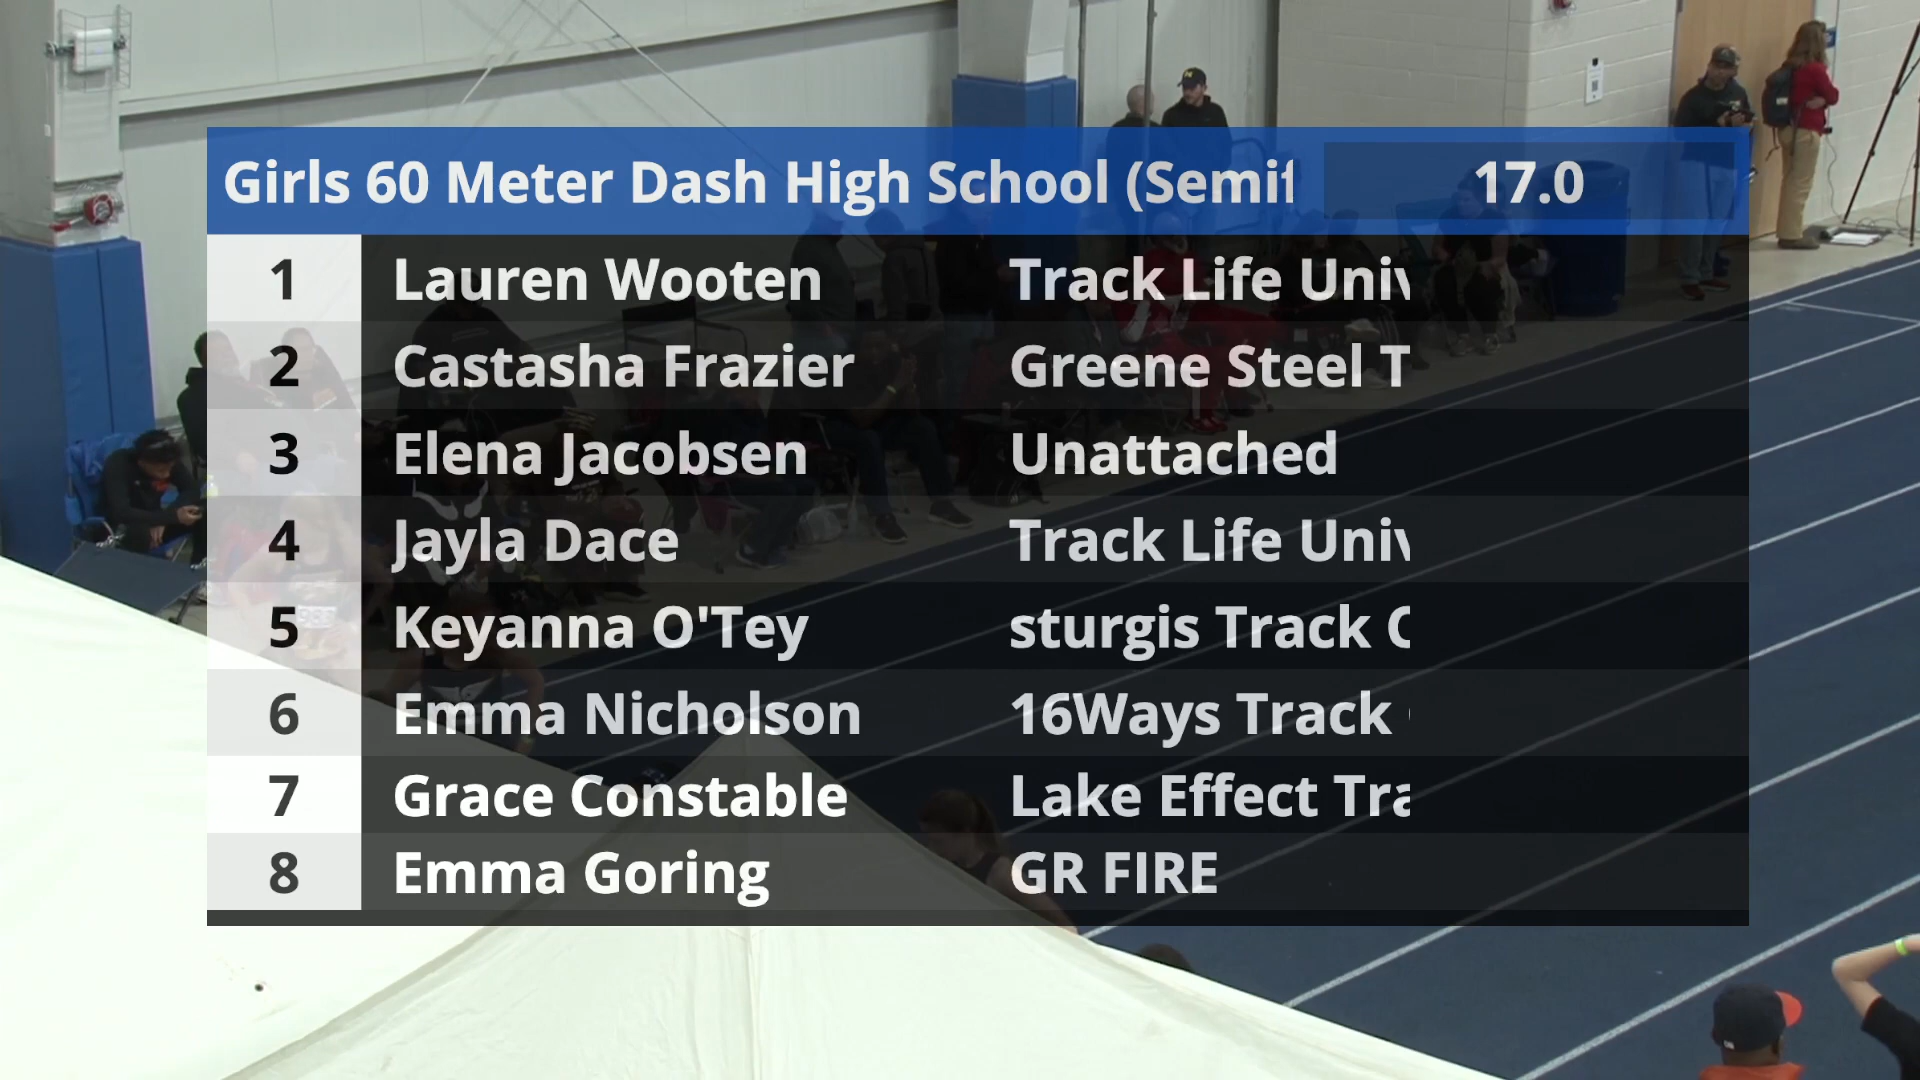 Girls 60 Meter Dash High School (Semi 17.0
1 Lauren Wooten Track Life Uni
2 Castasha Frazier Greene Steel T
3 Elena Jacobsen Unattached
4 Jayla Dace Track Life Uni
5 Keyanna O'Tey sturgis Track
6 Emma Nicholson 16Ways Track
7 Grace Constable Lake Effect Tra
8 Emma Goring GR FIRE